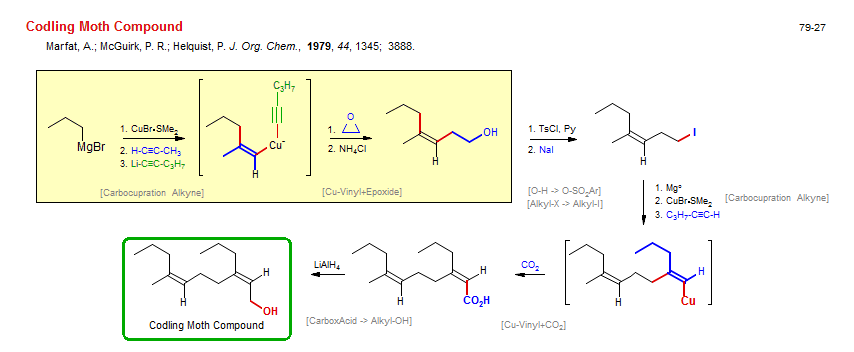 Codling Moth Compound
79-27
Marfat, A.; McGuirk, P. R.; Helquist, P. J. Org. Chem., 1979, 44, 1345; 3888.
MgBr
1. CuBr•SMe2
2. H-C≡C-CH3
3. Li-C≡C-C3H7
[Carbocupration Alkyne]
C3H7
Cu-
H
O
1.
2. NH4Cl
[Cu-Vinyl+Epoxide]
OH
H
1. TsCl, Py
2. NaI
[O-H -> O-SO2Ar]
[Alkyl-X -> Alkyl-I]
I
H
1. Mg°
2. CuBr•SMe2
3. C3H7-C≡C-H
[Carbocupration Alkyne]
H
H
Cu
CO2
[Cu-Vinyl+CO2]
H
H
CO2H
LiAlH4
[CarboxAcid -> Alkyl-OH]
H
H
OH
Codling Moth Compound